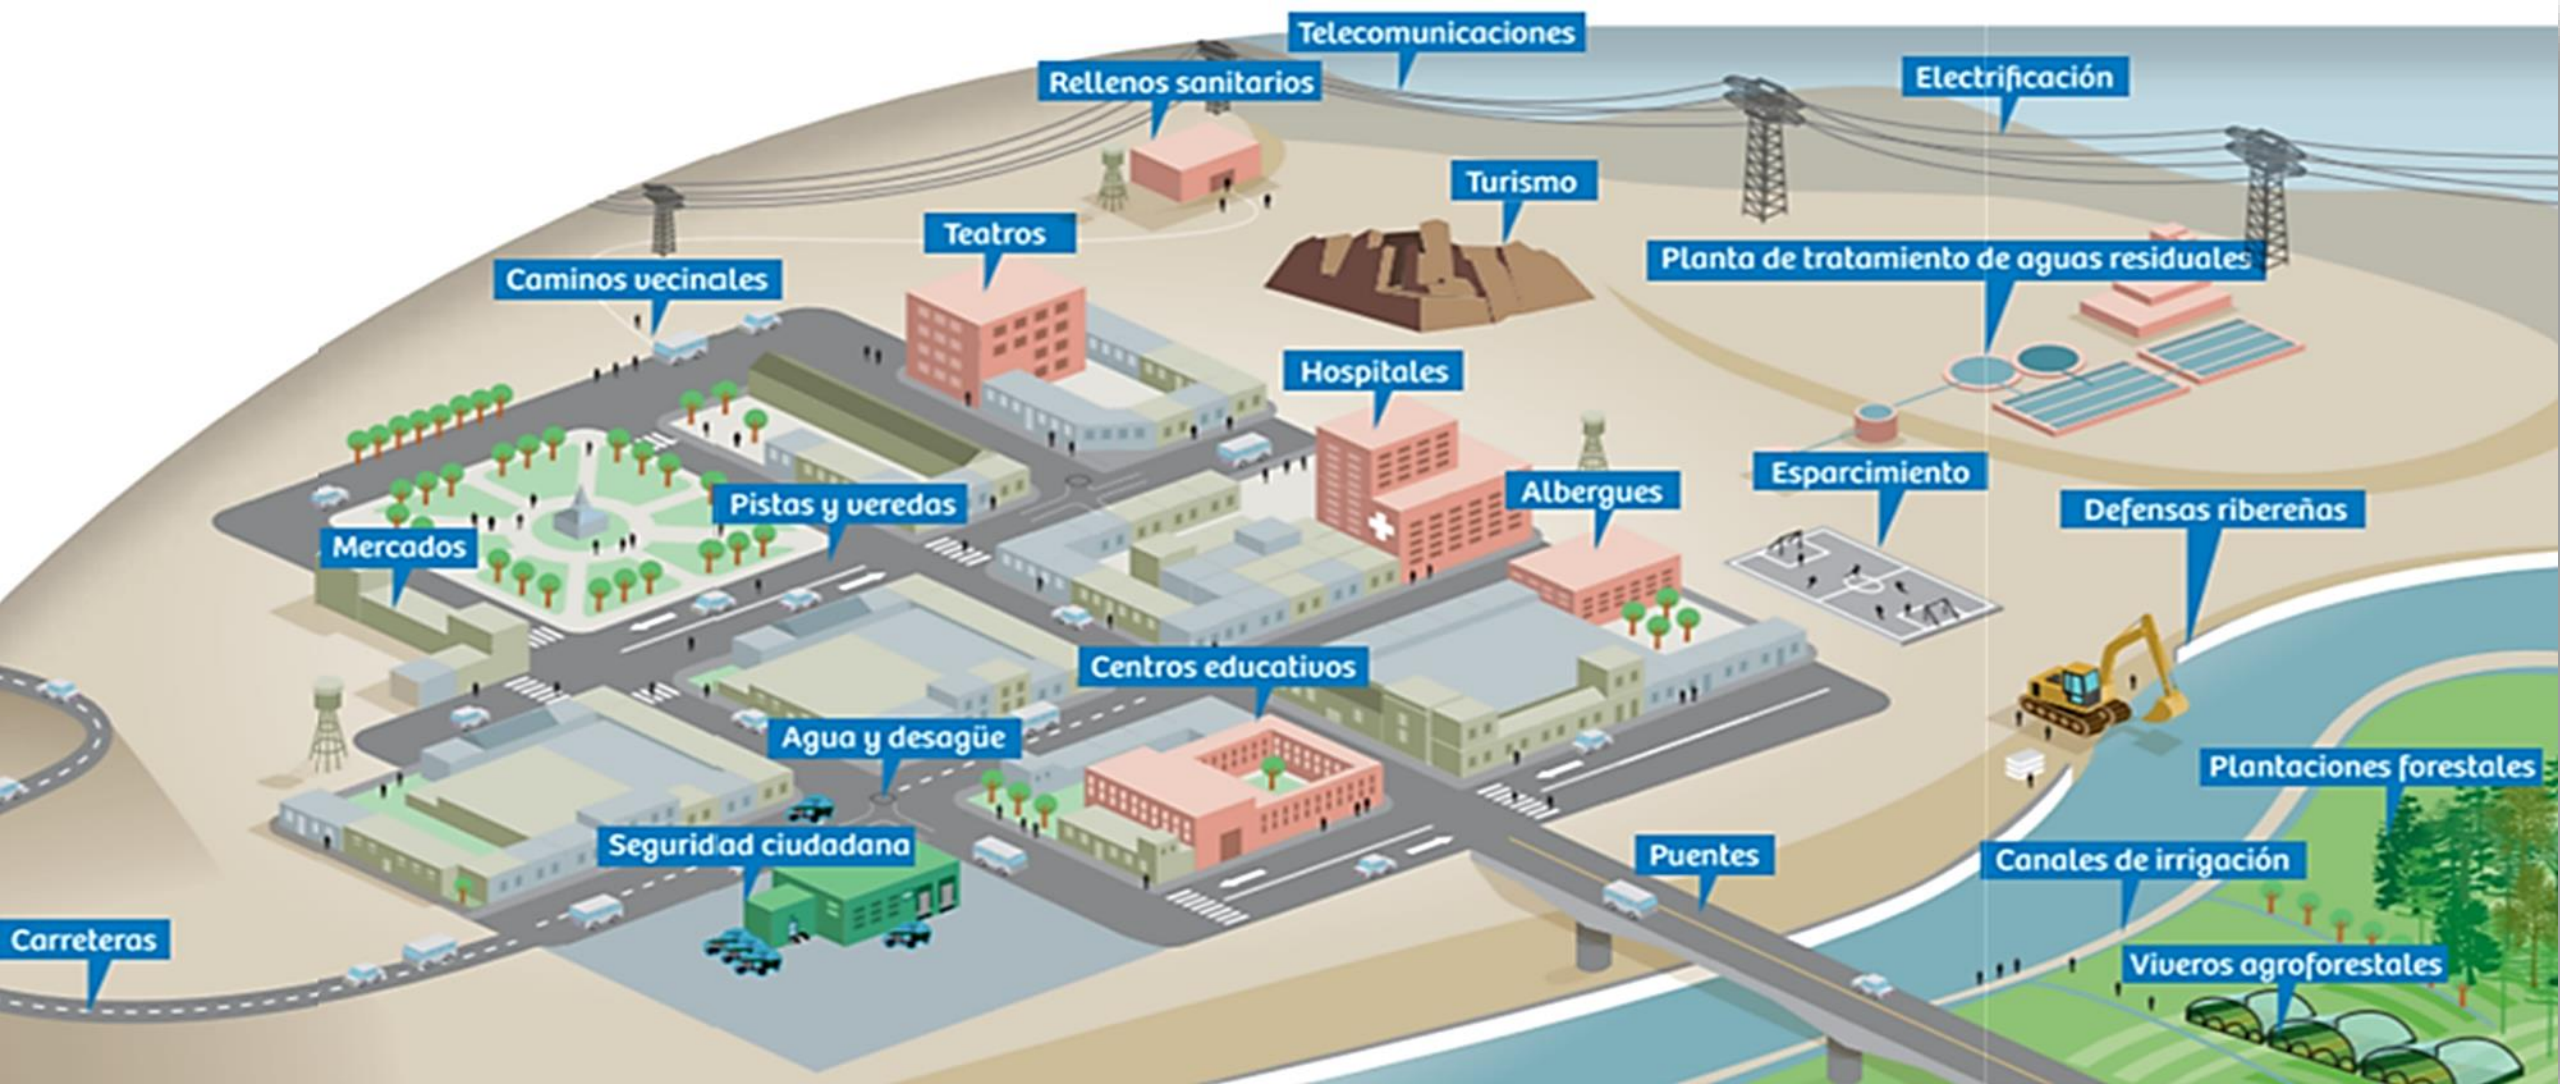 Telecomunicaciones
Rellenos sanitarios
Electrificación
Turismo
Teatros
Planta de tratamiento de aguas residuales
Caminos vecinales
Hospitales
Esparcimiento
Albergues
Pistas y veredas
Defensas ribereñas
Mercados
Centros educativos
Agua y desagüe
Plantaciones forestales
Seguridad ciudadana
Puentes
Canales de irrigación
Carreteras
Viveros agroforestales